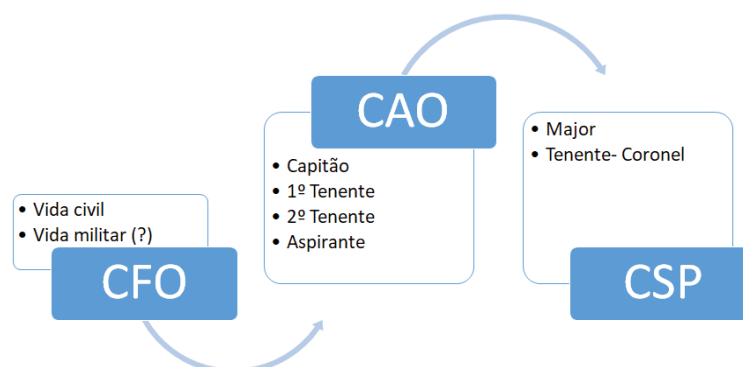 • Vida civil
• Vida militar (?)
CFO
CAO
• Capitão
• 1º Tenente
• 2º Tenente
• Aspirante
• Major
• Tenente- Coronel
CSP